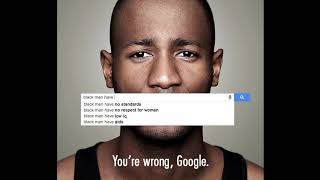 black men have
black men have no standards
black men have no respect for women
black men have low iq
black men have aids
You're wrong, Google.